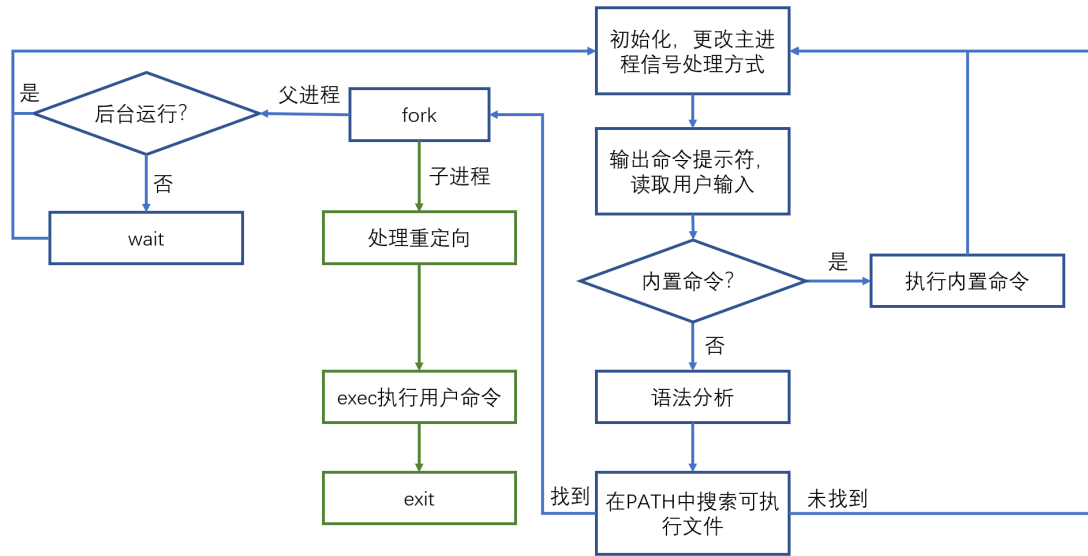 初始化，更改主进
程信号处理方式
是
后台运行？
父进程
fork
输出命令提示符，
读取用户输入
否
子进程
wait
处理重定向
内置命令？
是
执行内置命令
否
exec执行用户命令
语法分析
exit
找到
在PATH中搜索可执
行文件
未找到